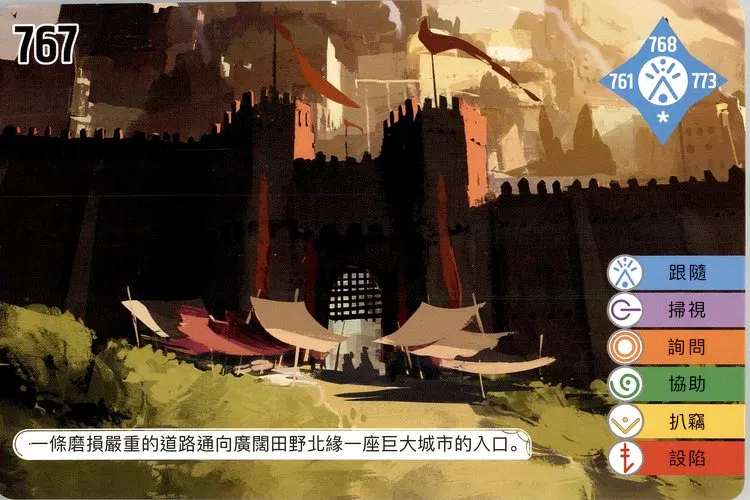 767
768
761
773
*
跟隨
掃視
詢問
協助
扒竊
設陷
一條磨損嚴重的道路通向廣闊田野北緣一座巨大城市的入口。